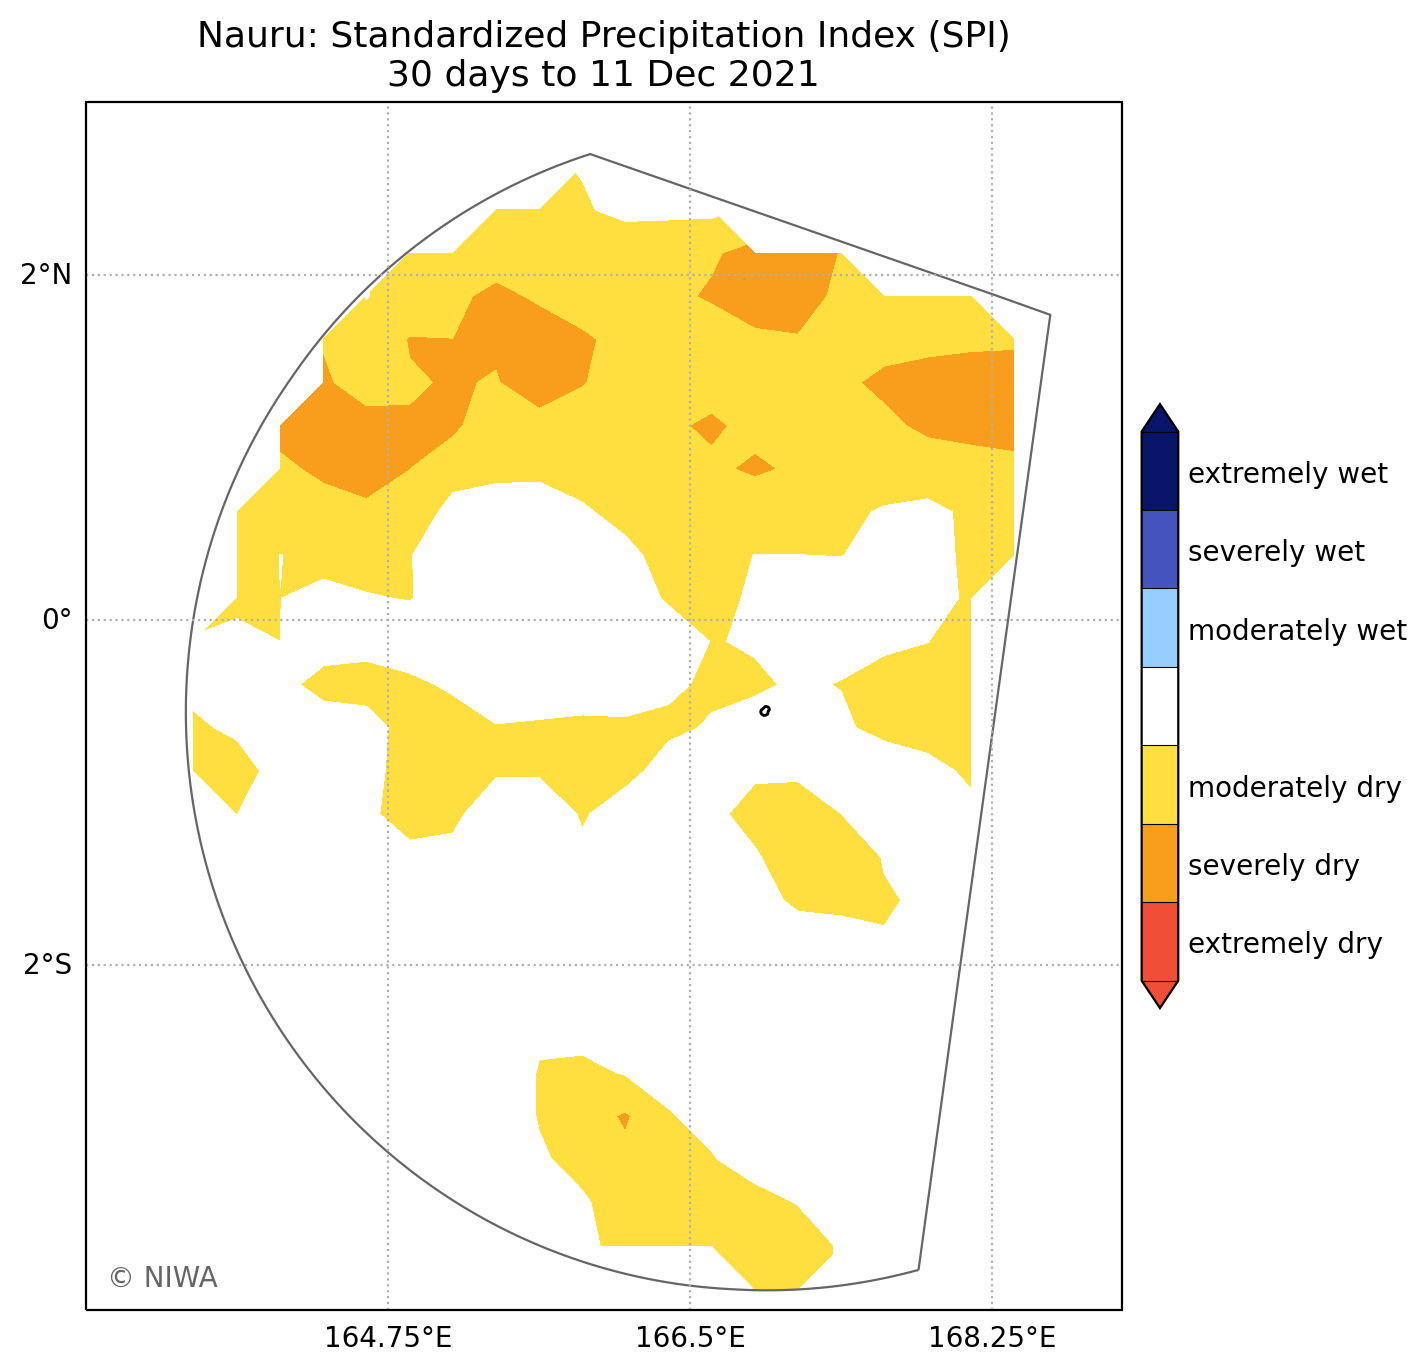 Nauru: Standardized Precipitation Index (SPI)
30 days to 11 Dec 2021
2°N
0°
2°S
164.75°E
166.5°E
168.25°E
extremely wet
severely wet
moderately wet
moderately dry
severely dry
extremely dry
© NIWA